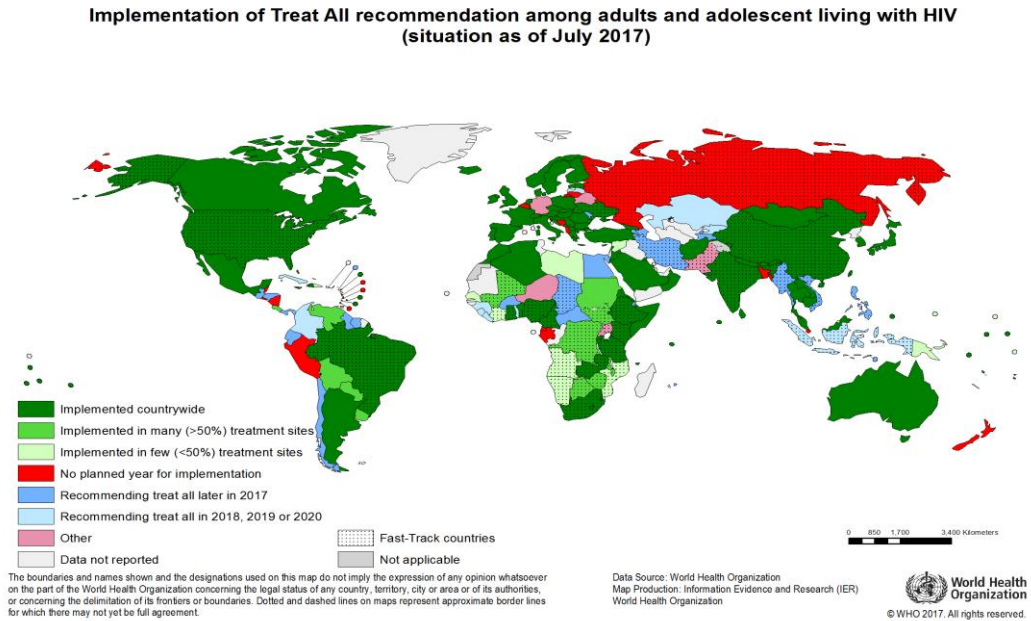 Implementation of Treat All recommendation among adults and adolescent living with HIV
(situation as of July 2017)
Implemented countrywide
Implemented in many (>50%) treatment sites
Implemented in few (<50%) treatment sites
No planned year for implementation
Recommending treat all later in 2017
Recommending treat all in 2018, 2019 or 2020
Other
Data not reported
Fast-Track countries
Not applicable
0 850 1,700 3,400 Kilometers
The boundaries and names shown and the designations used on this map do not imply the expression of any opinion whatsoever
on the part of the World Health Organization concerning the legal status of any country, territory, city or area or of its authorities,
or concerning the delimitation of its frontiers or boundaries. Dotted and dashed lines on maps represent approximate border lines
for which there may not yet be full agreement.
Data Source: World Health Organization
Map Production: Information Evidence and Research (IER)
World Health Organization
World Health
Organization
© WHO 2017. All rights reserved.